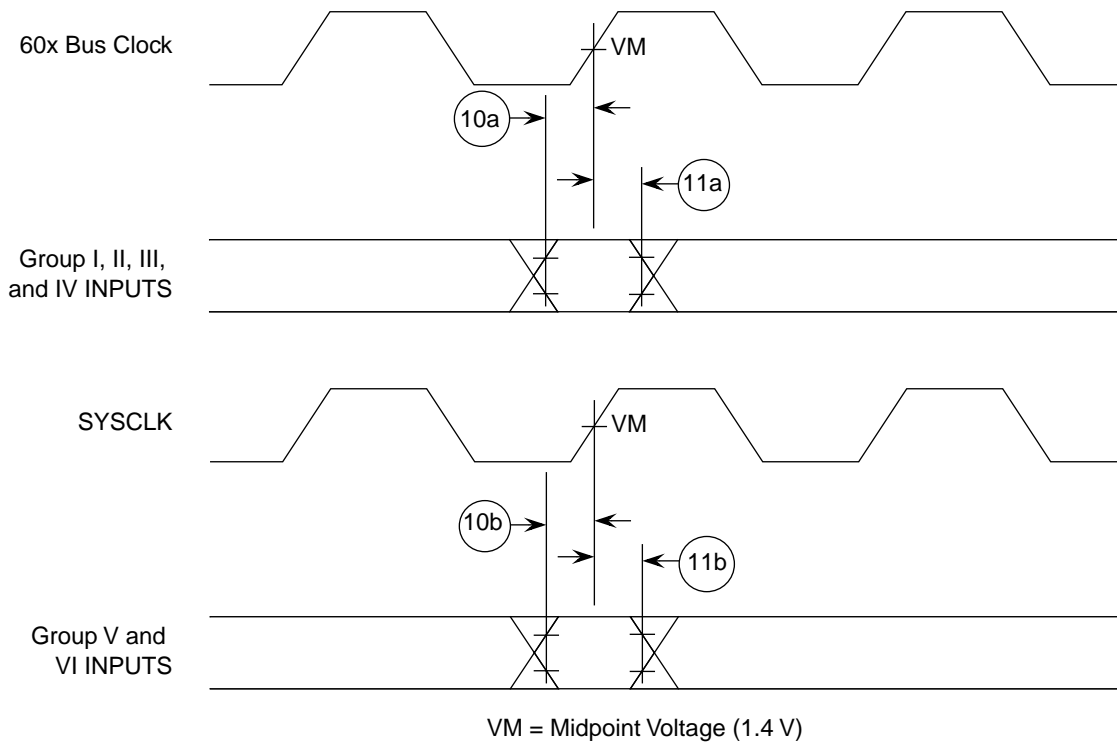 60x Bus Clock
VM
10a
11a
Group I, II, III,
and IV INPUTS
SYSCLK
VM
10b
11b
Group V and
VI INPUTS
VM = Midpoint Voltage (1.4 V)